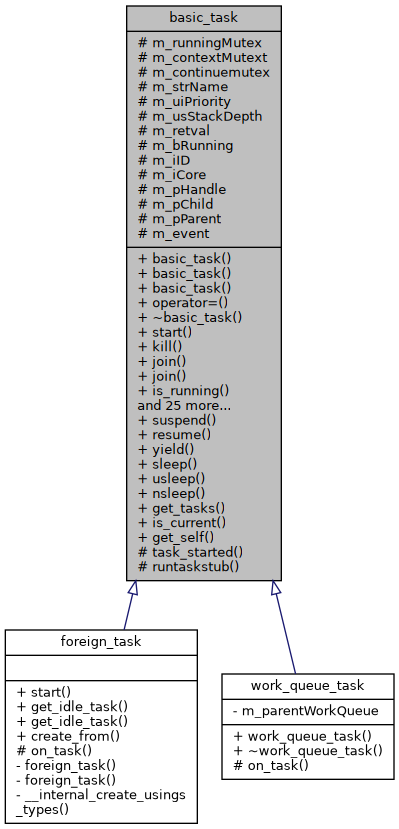 basic_task
# m_runningMutex
# m_contextMutext
# m_continuemutex
# m_strName
# m_uiPriority
# m_usStackDepth
# m_retval
# m_bRunning
# m_iID
# m_iCore
# m_pHandle
# m_pChild
# m_pParent
# m_event
+ basic_task()
+ basic_task()
+ basic_task()
+ operator=()
+ ~basic_task()
+ start()
+ kill()
+ join()
+ join()
+ is_running()
and 25 more...
+ suspend()
+ resume()
+ yield()
+ sleep()
+ usleep()
+ nsleep()
+ get_tasks()
+ is_current()
+ get_self()
# task_started()
# runtaskstub()
foreign_task
+ start()
+ get_idle_task()
+ get_idle_task()
+ create_from()
# on_task()
- foreign_task()
- foreign_task()
- __internal_create_usings
_types()
work_queue_task
- m_parentWorkQueue
+ work_queue_task()
+ ~work_queue_task()
# on_task()